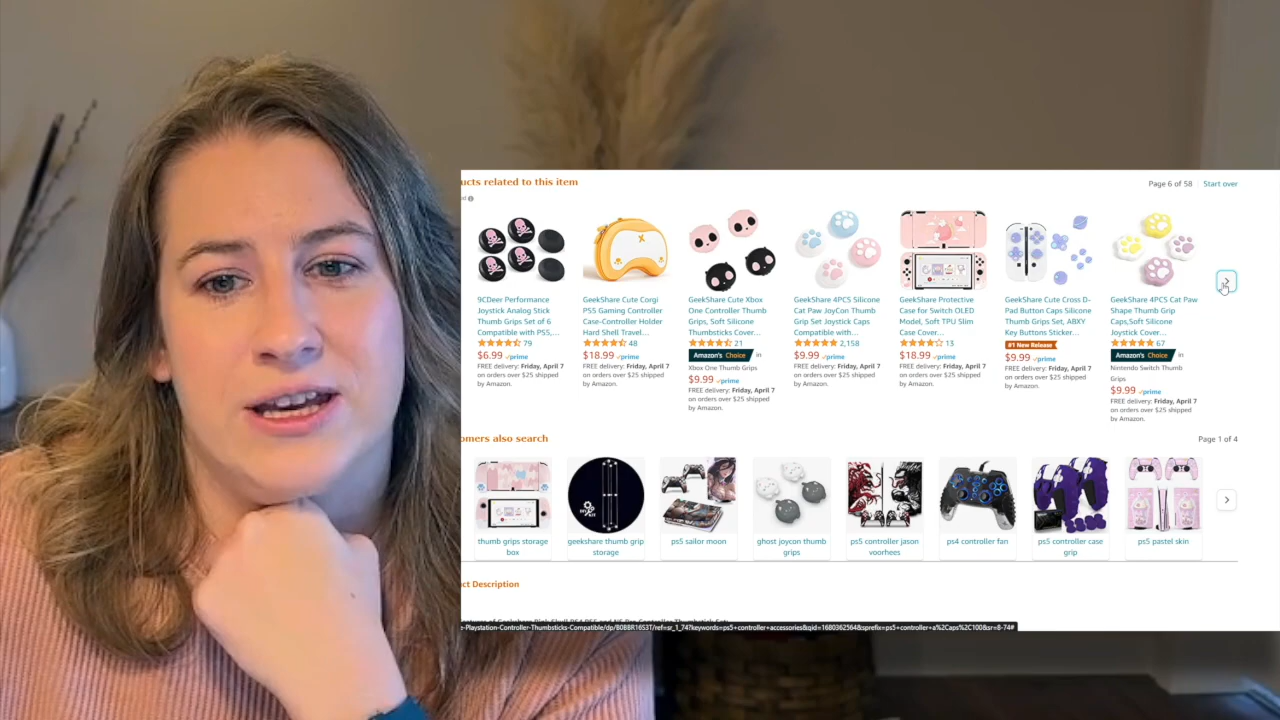 ucts related to this item
Page 6 of 58
Start over
9CDeer Performance
Joystick Analog Stick
Thumb Grips Set of 6
Compatible with PS5,...
79
$6.99 prime
FREE delivery: Friday, April 7
on orders over $25 shipped
by Amazon.
GeekShare Cute Corgi
PS5 Gaming Controller
Case-Controller Holder
Hard Shell Travel...
48
$18.99 prime
FREE delivery: Friday, April 7
on orders over $25 shipped
by Amazon.
GeekShare Cute Xbox
One Controller Thumb
Grips, Soft Silicone
Thumbsticks Cover...
21
Amazon's Choice in
Xbox One Thumb Grips
$9.99 prime
FREE delivery: Friday, April 7
on orders over $25 shipped
by Amazon.
GeekShare 4PCS Silicone
Cat Paw JoyCon Thumb
Grip Set Joystick Caps
Compatible with...
2,158
$9.99 prime
FREE delivery: Friday, April 7
on orders over $25 shipped
by Amazon.
GeekShare Protective
Case for Switch OLED
Model, Soft TPU Slim
Case Cover...
13
$18.99 prime
FREE delivery: Friday, April 7
on orders over $25 shipped
by Amazon.
GeekShare Cute Cross D-
Pad Button Caps Silicone
Thumb Grips Set, ABXY
Key Buttons Sticker...
#1 New Release
$9.99 prime
FREE delivery: Friday, April 7
on orders over $25 shipped
by Amazon.
GeekShare 4PCS Cat Paw
Shape Thumb Grip
Caps,Soft Silicone
Joystick Cover...
67
Amazon's Choice in
Nintendo Switch Thumb
Grips
$9.99 prime
FREE delivery: Friday, April 7
on orders over $25 shipped
by Amazon.
omers also search
Page 1 of 4
thumb grips storage
box
geekshare thumb grip
storage
ps5 sailor moon
ghost joycon thumb
grips
ps5 controller jason
voorhees
ps4 controller fan
ps5 controller case
grip
ps5 pastel skin
uct Description